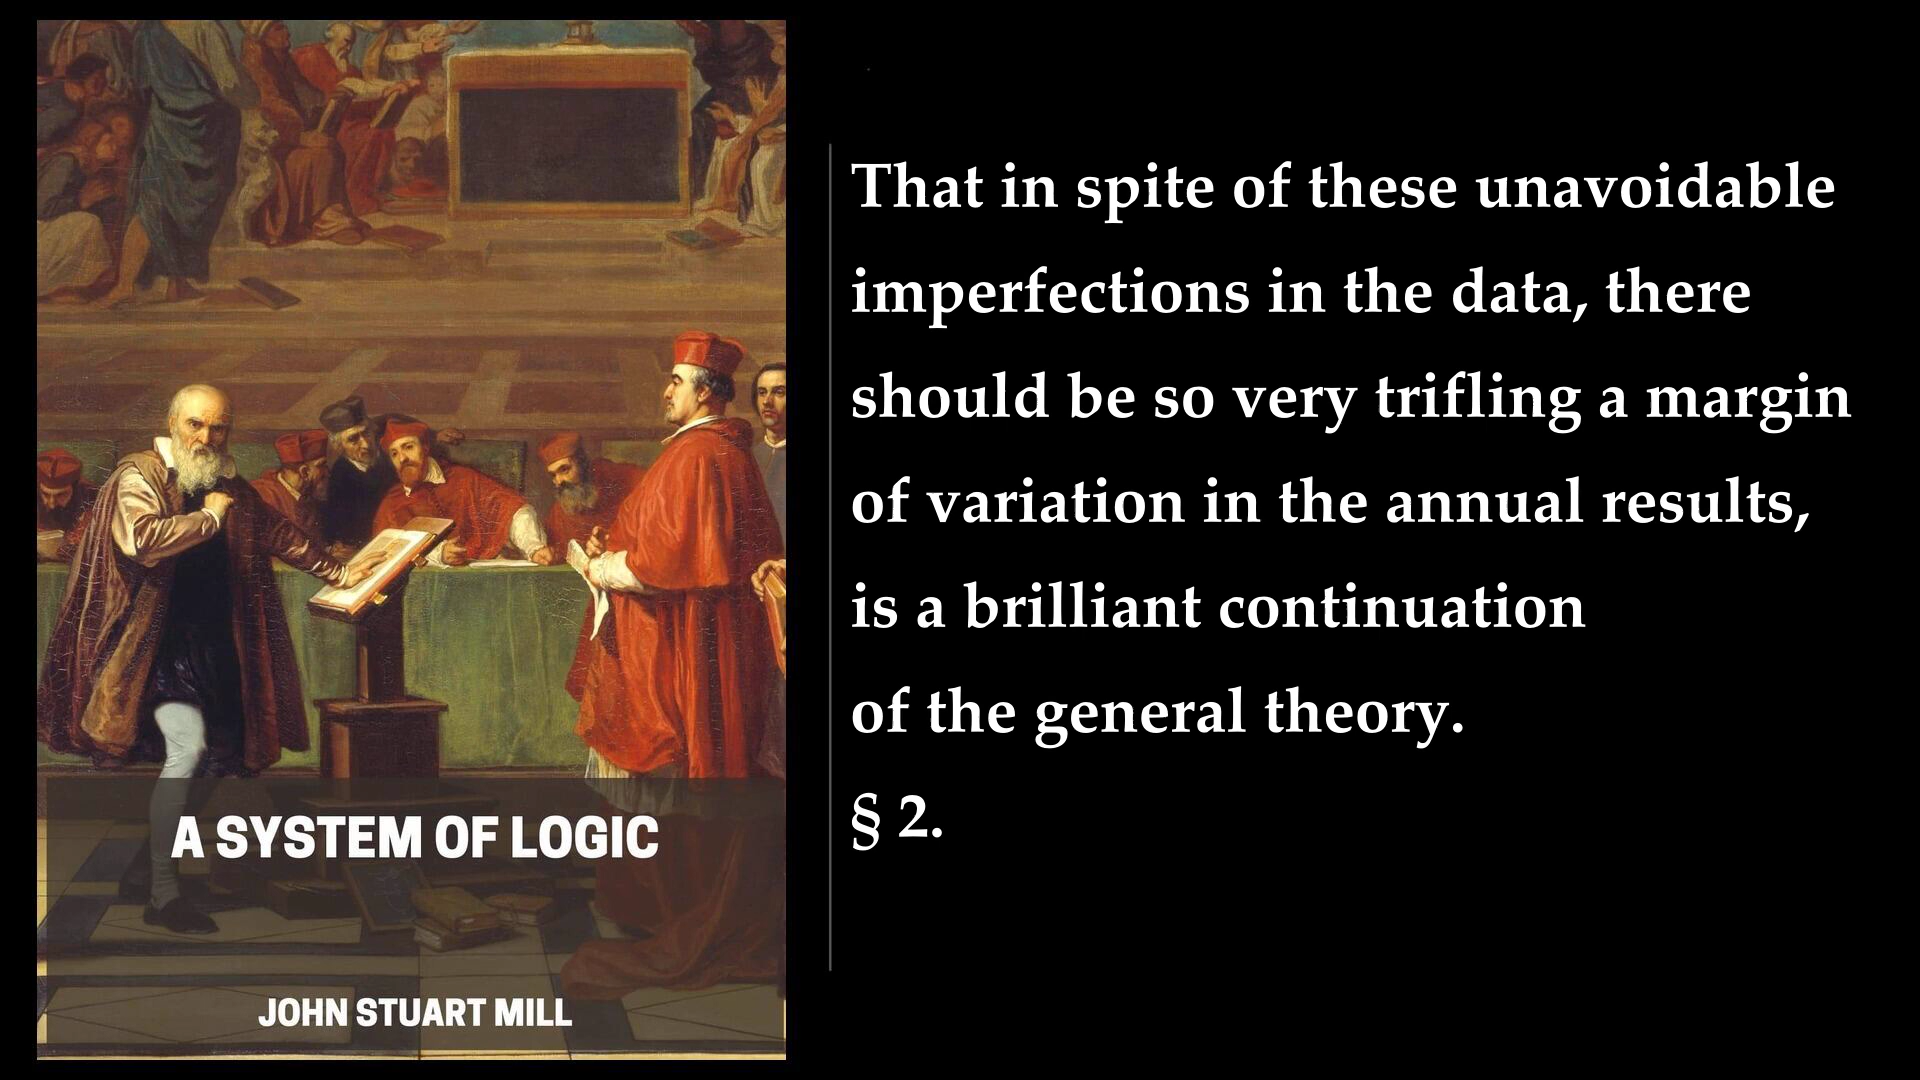 That in spite of these unavoidable
imperfections in the data, there
should be so very trifling a margin
of variation in the annual results,
is a brilliant continuation
of the general theory.
§ 2.
A SYSTEM OF LOGIC
JOHN STUART MILL